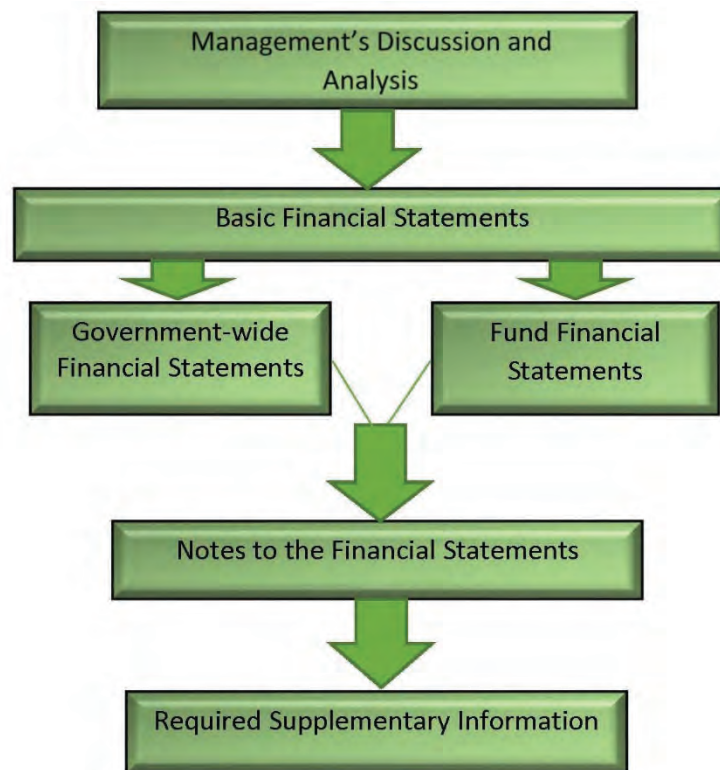 Management’s Discussion and
Analysis
Basic Financial Statements
Government-wide
Financial Statements
Fund Financial
Statements
Notes to the Financial Statements
Required Supplementary Information